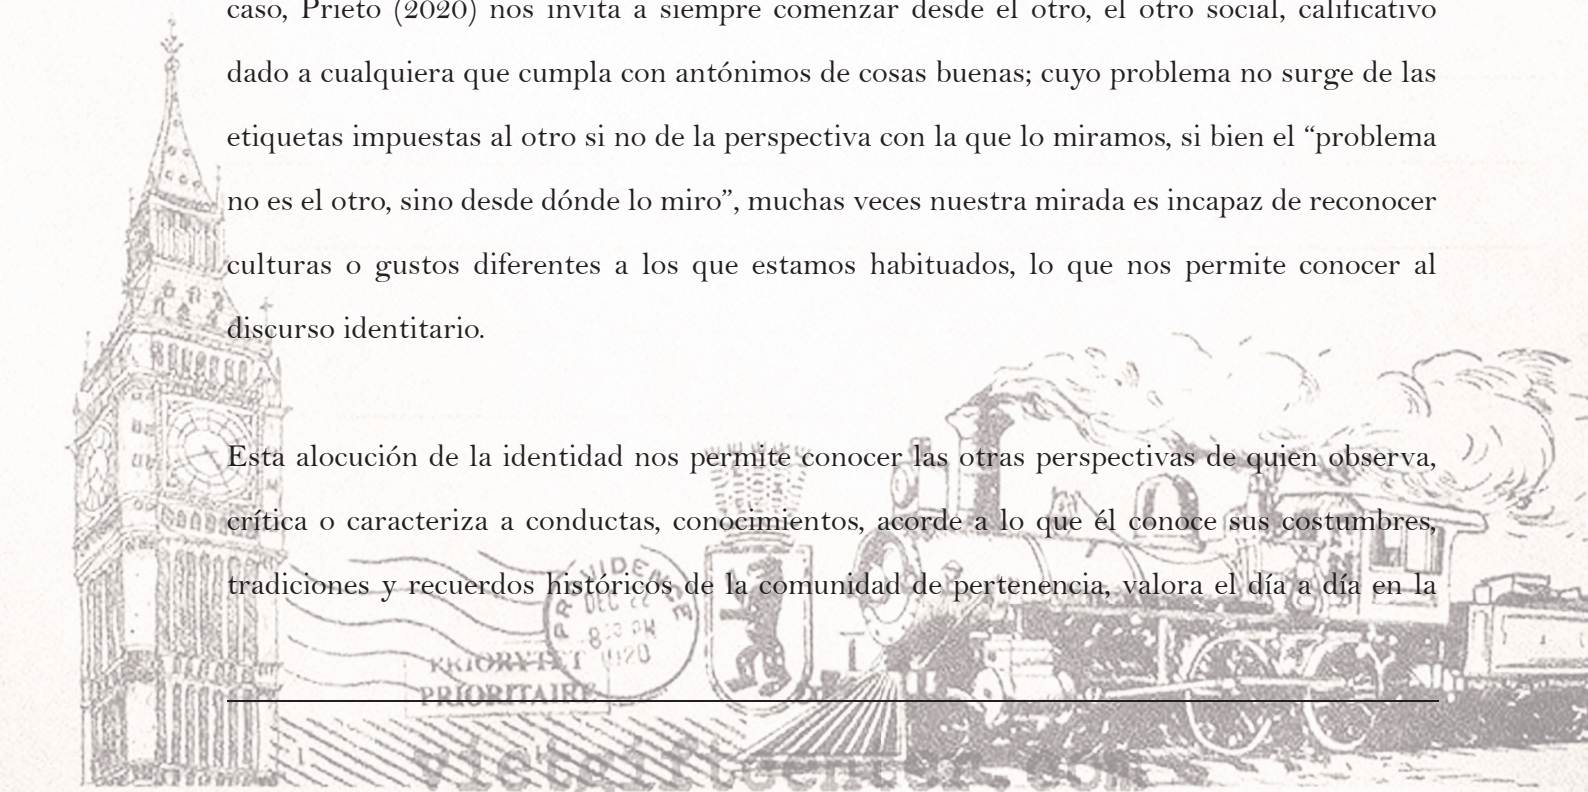 caso, Prieto (2020) nos invita a siempre comenzar desde el otro, el otro social, calificativo
dado a cualquiera que cumpla con antónimos de cosas buenas; cuyo problema no surge de las
etiquetas impuestas al otro si no de la perspectiva con la que lo miramos, si bien el “problema
no es el otro, sino desde dónde lo miro”, muchas veces nuestra mirada es incapaz de reconocer
culturas o gustos diferentes a los que estamos habituados, lo que nos permite conocer al
discurso identitario.
Esta alocución de la identidad nos permite conocer las otras perspectivas de quien observa,
crítica o caracteriza a conductas, conocimientos, acorde a lo que él conoce sus costumbres,
tradiciones y recuerdos históricos de la comunidad de pertenencia, valora el día a día en la
PRIORITAIRE
vietgiftcenter.com